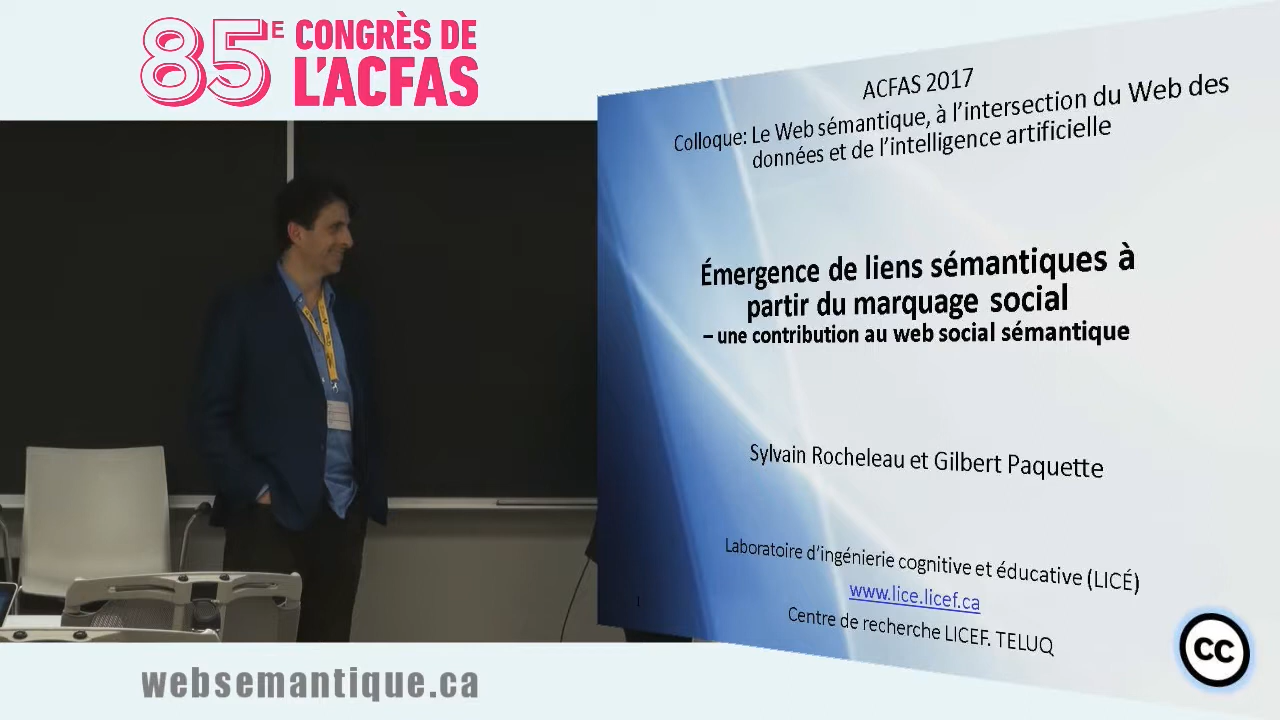 85E CONGRÈS DE
L'ACFAS
ACFAS 2017
Colloque: Le Web sémantique, à l'intersection du Web des
données et de l'intelligence artificielle
Émergence de liens sémantiques à
partir du marquage social
– une contribution au web social sémantique
Sylvain Rocheleau et Gilbert Paquette
Laboratoire d'ingénierie cognitive et éducative (LICÉ)
www.lice.licef.ca
1
Centre de recherche LICEF. TELUQ
cc
websemantique.ca